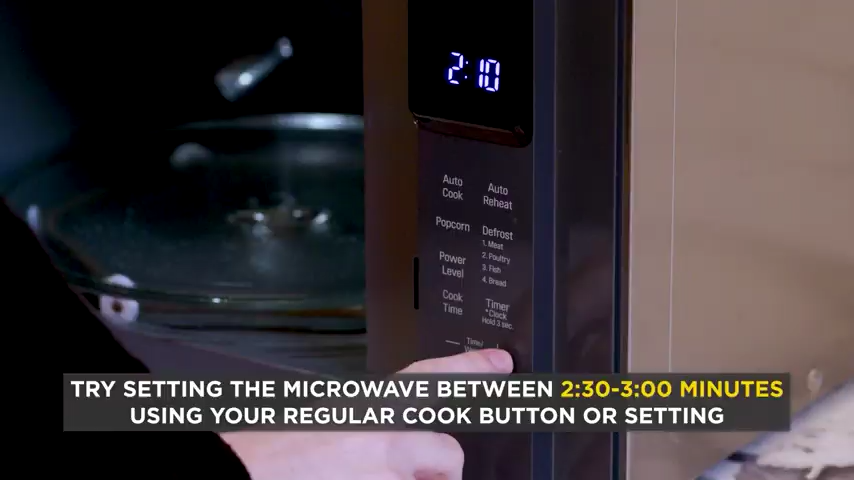 2:10
Auto Cook
Auto Reheat
Popcorn
Defrost
1. Meat
2. Poultry
3. Fish
4. Bread
Power Level
Cook Time
Timer
*Clock
Hold 3 sec.
Time/
TRY SETTING THE MICROWAVE BETWEEN 2:30-3:00 MINUTES
USING YOUR REGULAR COOK BUTTON OR SETTING